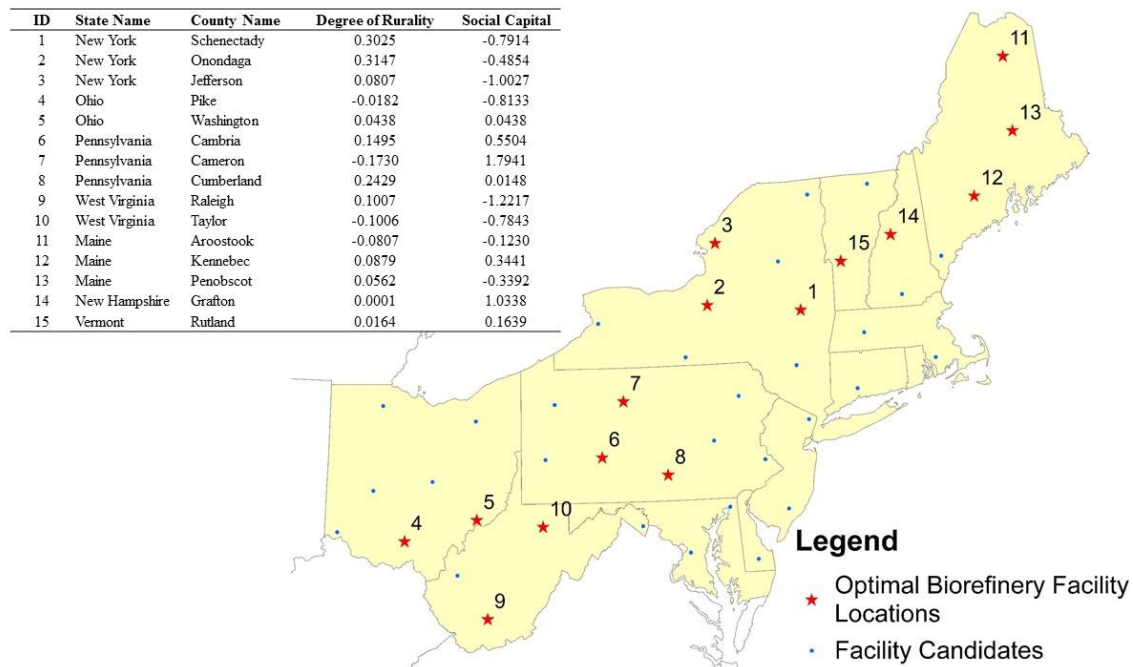 ID State Name County Name Degree of Rurality Social Capital
1 New York Schenectady 0.3025 -0.7914
2 New York Onondaga 0.3147 -0.4854
3 New York Jefferson 0.0807 -1.0027
4 Ohio Pike -0.0182 -0.8133
5 Ohio Washington 0.0438 0.0438
6 Pennsylvania Cambria 0.1495 0.5504
7 Pennsylvania Cameron -0.1730 1.7941
8 Pennsylvania Cumberland 0.2429 0.0148
9 West Virginia Raleigh 0.1007 -1.2217
10 West Virginia Taylor -0.1006 -0.7843
11 Maine Aroostook -0.0807 -0.1230
12 Maine Kennebec 0.0879 0.3441
13 Maine Penobscot 0.0562 -0.3392
14 New Hampshire Grafton 0.0001 1.0338
15 Vermont Rutland 0.0164 0.1639
11
13
12
14
3
15
2
1
7
6
8
5
10
4
9
Legend
Optimal Biorefinery Facility
Locations
Facility Candidates